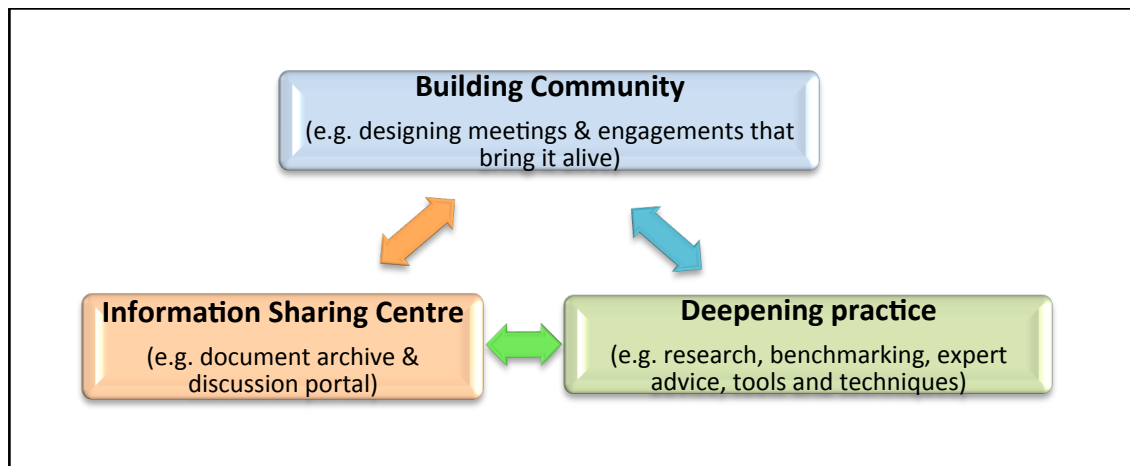 Building Community
(e.g. designing meetings & engagements that
bring it alive)
Information Sharing Centre
(e.g. document archive &
discussion portal)
Deepening practice
(e.g. research, benchmarking, expert
advice, tools and techniques)